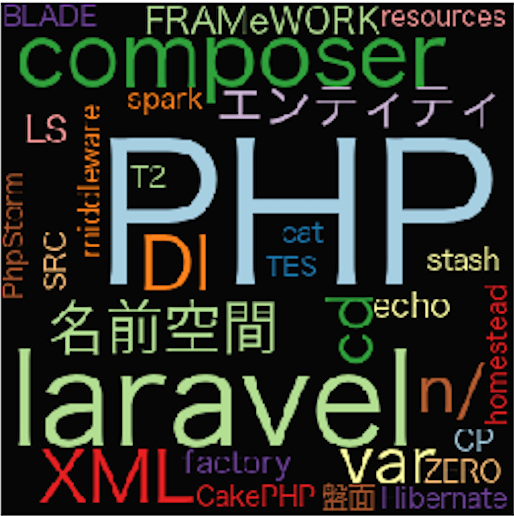 BLADE
FRAMeWORK
resources
composer
spark
エンティティ
LS
middleware
PHP
T2
DI
cat
TES
stash
PhpStorm
SRC
名前空間
cd
echo
homestead
laravel
n/
CP
XML
factory
var
ZERO
CakePHP
盤面
Hibernate